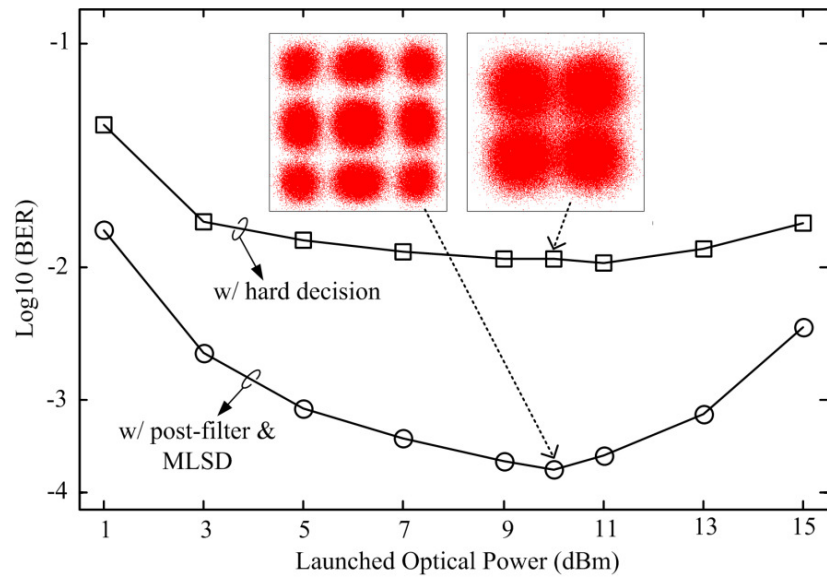 -1
-2
-3
-4
Log10 (BER)
w/ hard decision
w/ post-filter &
MLSD
1 3 5 7 9 11 13 15
Launched Optical Power (dBm)